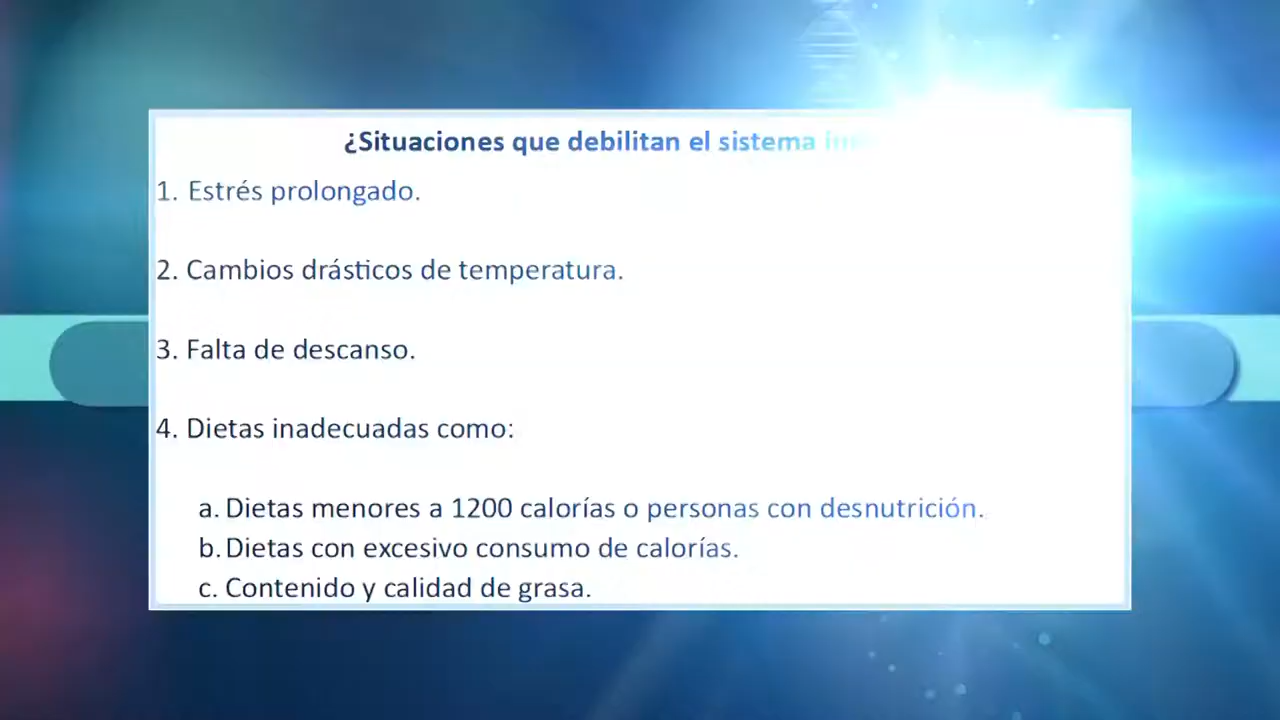 ¿Situaciones que debilitan el sistema
1. Estrés prolongado.
2. Cambios drásticos de temperatura.
3. Falta de descanso.
4. Dietas inadecuadas como:
a. Dietas menores a 1200 calorías o personas con desnutrición.
b. Dietas con excesivo consumo de calorías.
c. Contenido y calidad de grasa.